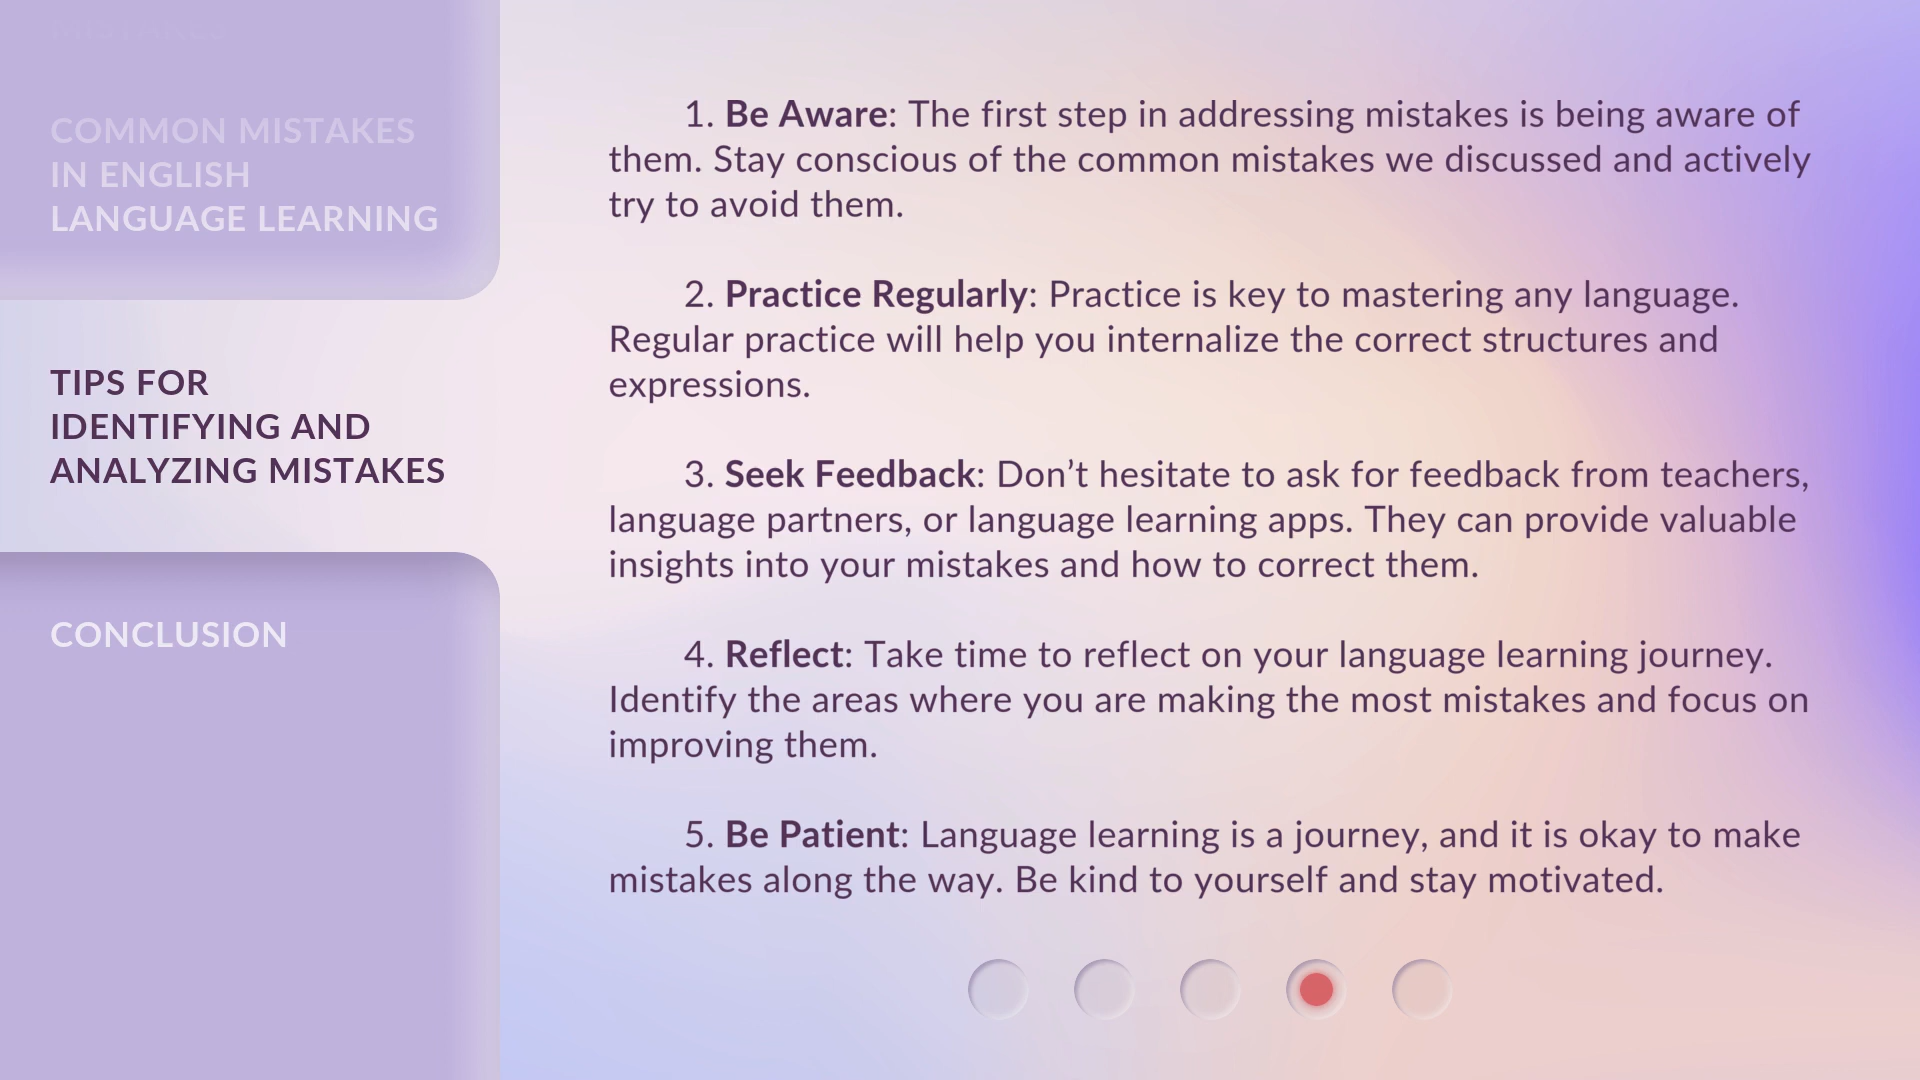 COMMON MISTAKES
IN ENGLISH
LANGUAGE LEARNING
TIPS FOR
IDENTIFYING AND
ANALYZING MISTAKES
CONCLUSION
1. Be Aware: The first step in addressing mistakes is being aware of
them. Stay conscious of the common mistakes we discussed and actively
try to avoid them.
2. Practice Regularly: Practice is key to mastering any language.
Regular practice will help you internalize the correct structures and
expressions.
3. Seek Feedback: Don’t hesitate to ask for feedback from teachers,
language partners, or language learning apps. They can provide valuable
insights into your mistakes and how to correct them.
4. Reflect: Take time to reflect on your language learning journey.
Identify the areas where you are making the most mistakes and focus on
improving them.
5. Be Patient: Language learning is a journey, and it is okay to make
mistakes along the way. Be kind to yourself and stay motivated.